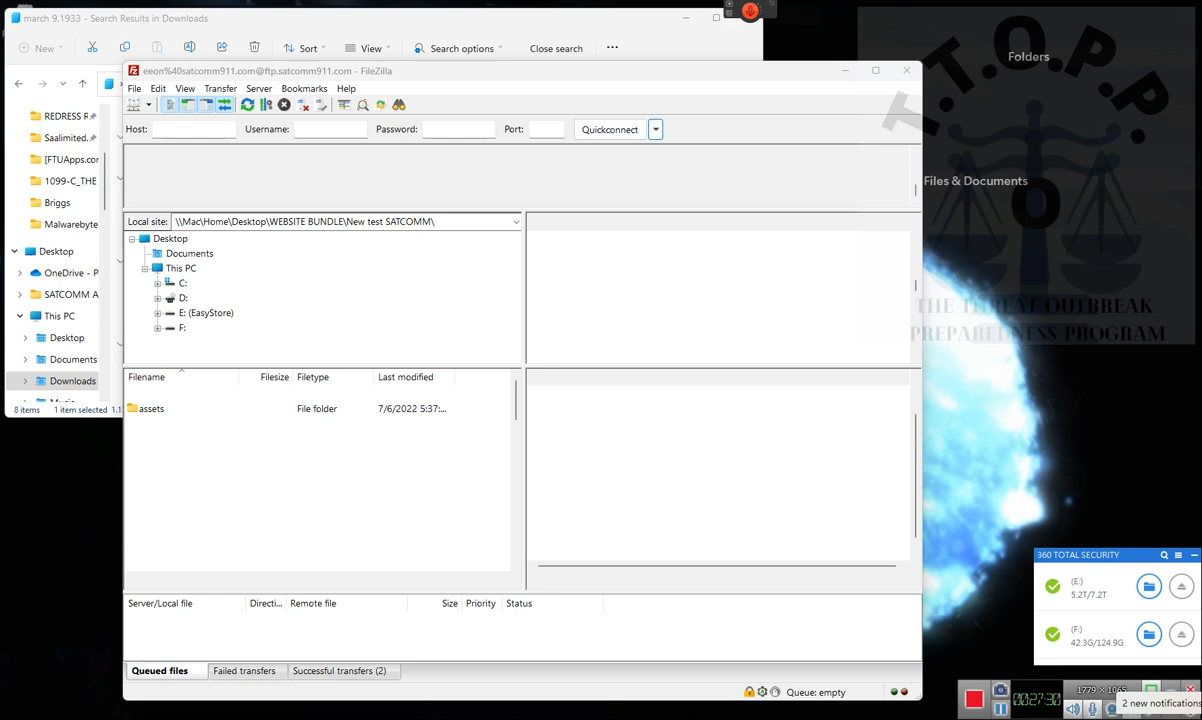 march 9.1933 - Search Results in Downloads
New
Sort
View
Search options
Close search
REDRESS R
Saalimited.
[FTUApps.con
1099-C_THE
Briggs
Malwarebyte
Desktop
OneDrive - P
SATCOMM A
This PC
Desktop
Documents
Downloads
8 items 1 item selected 1.1
eeon%40satcomm911.com@ftp.satcomm911.com - FileZilla
File Edit View Transfer Server Bookmarks Help
Host: Username: Password: Port: Quickconnect
Local site: \\Mac\Home\Desktop\WEBSITE BUNDLE\New test SATCOMM\
Desktop
Documents
This PC
C:
D:
E: (EasyStore)
F:
Filename Filesize Filetype Last modified
assets File folder 7/6/2022 5:37:...
Server/Local file Directi... Remote file Size Priority Status
Queued files Failed transfers Successful transfers (2)
Queue: empty
Folders
Files & Documents
T.T.O.P.P.
THE THREAT OUTBREAK
PREPAREDNESS PROGRAM
360 TOTAL SECURITY
(E:)
5.2T/7.2T
(F:)
42.3G/124.9G
00:27:30
1779 × 1065
2 new notification